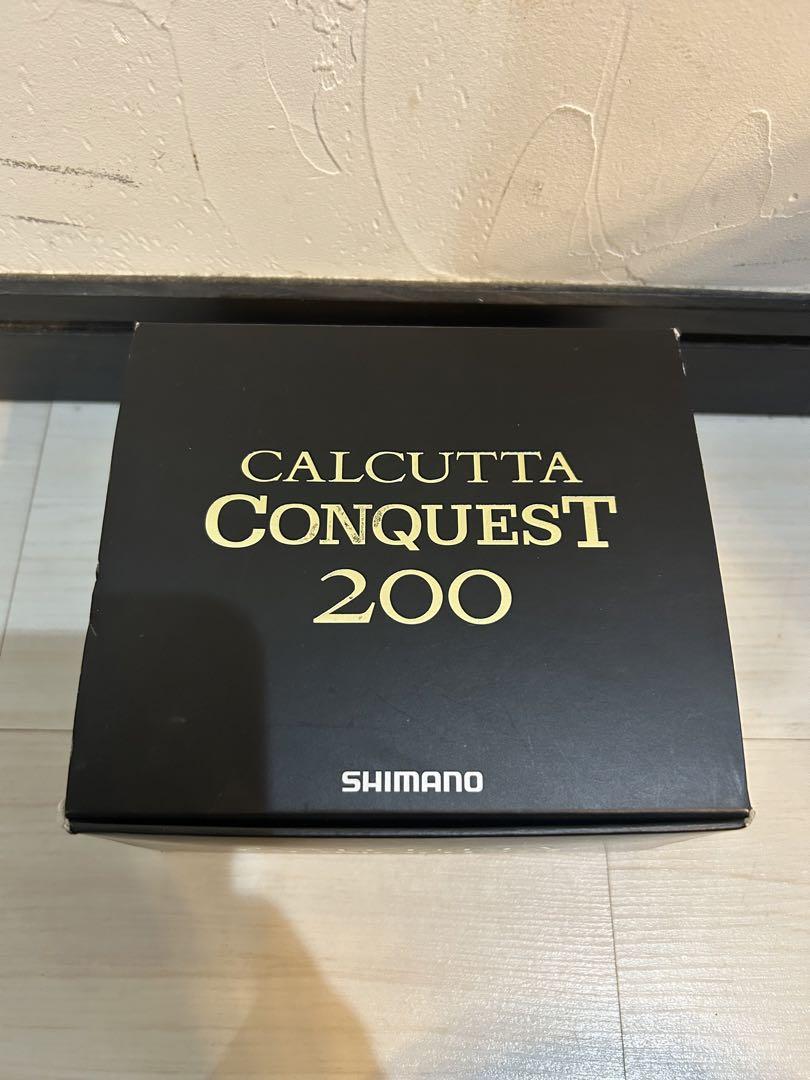 CALCUTTA
CONQUEST
200
SHIMANO